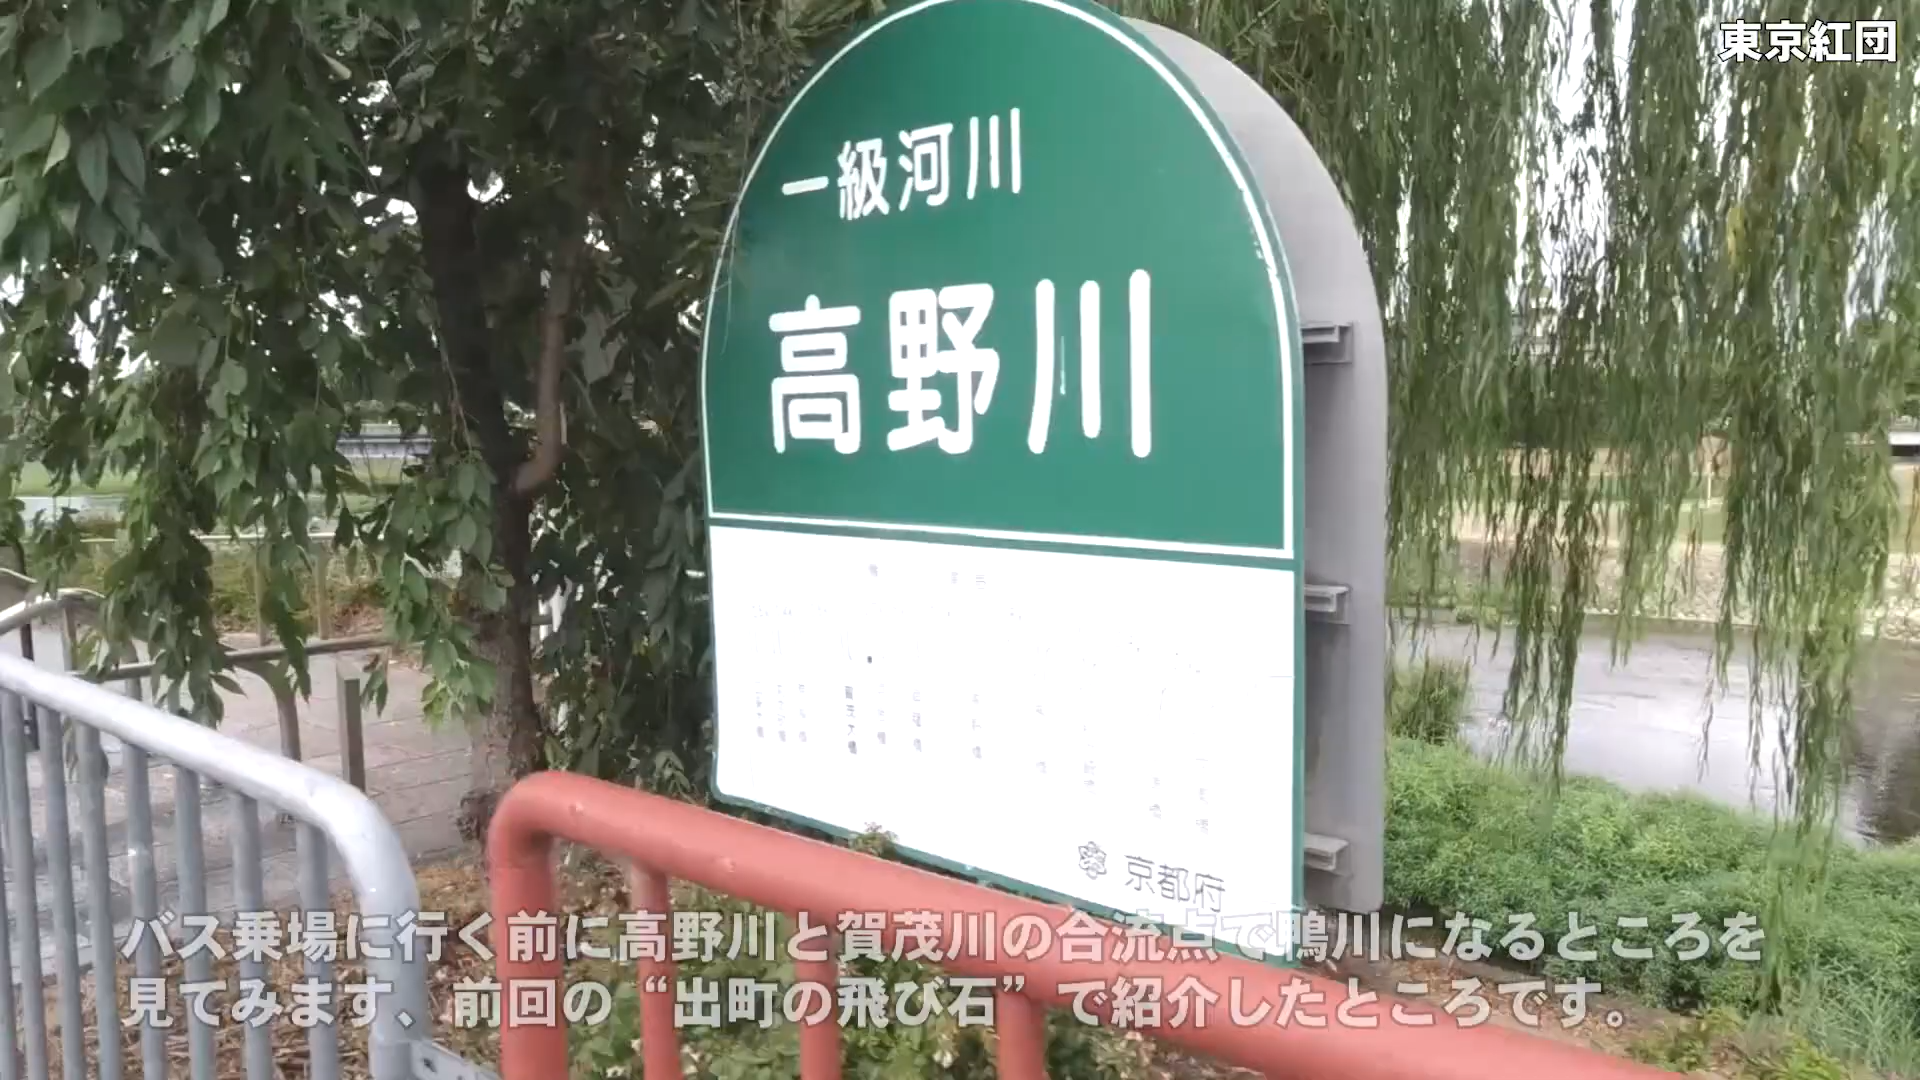 東京紅団
一級河川
高野川
京都府
バス乗場に行く前に高野川と賀茂川の合流点で鴨川になるところを
見てみます、前回の“出町の飛び石”で紹介したところです。